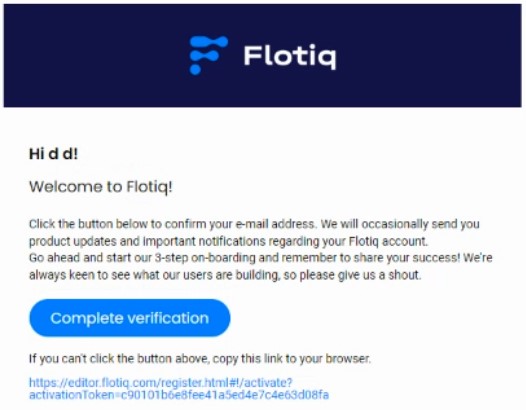 Flotiq
Hi d d!
Welcome to Flotiq!
Click the button below to confirm your e-mail address. We will occasionally send you
product updates and important notifications regarding your Flotiq account.
Go ahead and start our 3-step on-boarding and remember to share your success! We're
always keen to see what our users are building, so please give us a shout.
Complete verification
If you can't click the button above, copy this link to your browser.
https://editor.flotiq.com/register.html#!/activate?
activationToken=c90101b6e8fee41a5ed4e7c4e63d08fa